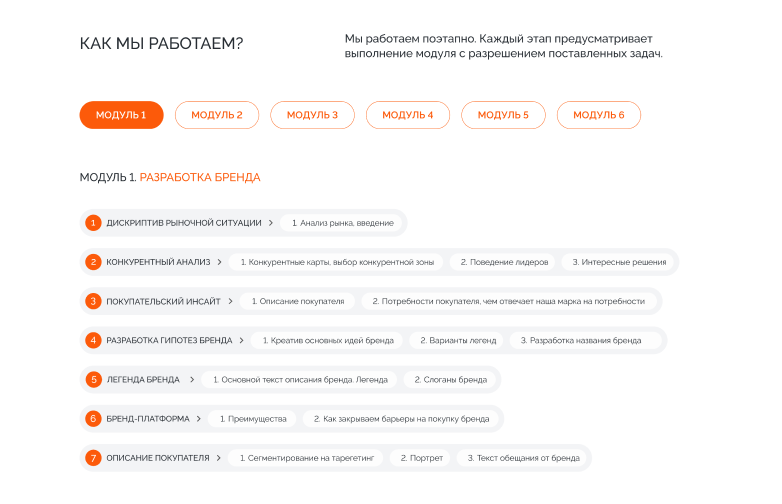 КАК МЫ РАБОТАЕМ?
Мы работаем поэтапно. Каждый этап предусматривает
выполнение модуля с разрешением поставленных задач.
МОДУЛЬ 1 МОДУЛЬ 2 МОДУЛЬ 3 МОДУЛЬ 4 МОДУЛЬ 5 МОДУЛЬ 6
МОДУЛЬ 1. РАЗРАБОТКА БРЕНДА
1 ДИСКРИПТИВ РЫНОЧНОЙ СИТУАЦИИ > 1. Анализ рынка, введение
2 КОНКУРЕНТНЫЙ АНАЛИЗ > 1. Конкурентные карты, выбор конкурентной зоны 2. Поведение лидеров 3. Интересные решения
3 ПОКУПАТЕЛЬСКИЙ ИНСАЙТ > 1. Описание покупателя 2. Потребности покупателя, чем отвечает наша марка на потребности
4 РАЗРАБОТКА ГИПОТЕЗ БРЕНДА > 1. Креатив основных идей бренда 2. Варианты легенд 3. Разработка названия бренда
5 ЛЕГЕНДА БРЕНДА > 1. Основной текст описания бренда. Легенда 2. Слоганы бренда
6 БРЕНД-ПЛАТФОРМА > 1. Преимущества 2. Как закрываем барьеры на покупку бренда
7 ОПИСАНИЕ ПОКУПАТЕЛЯ > 1. Сегментирование на тарегетинг 2. Портрет 3. Текст обещания от бренда